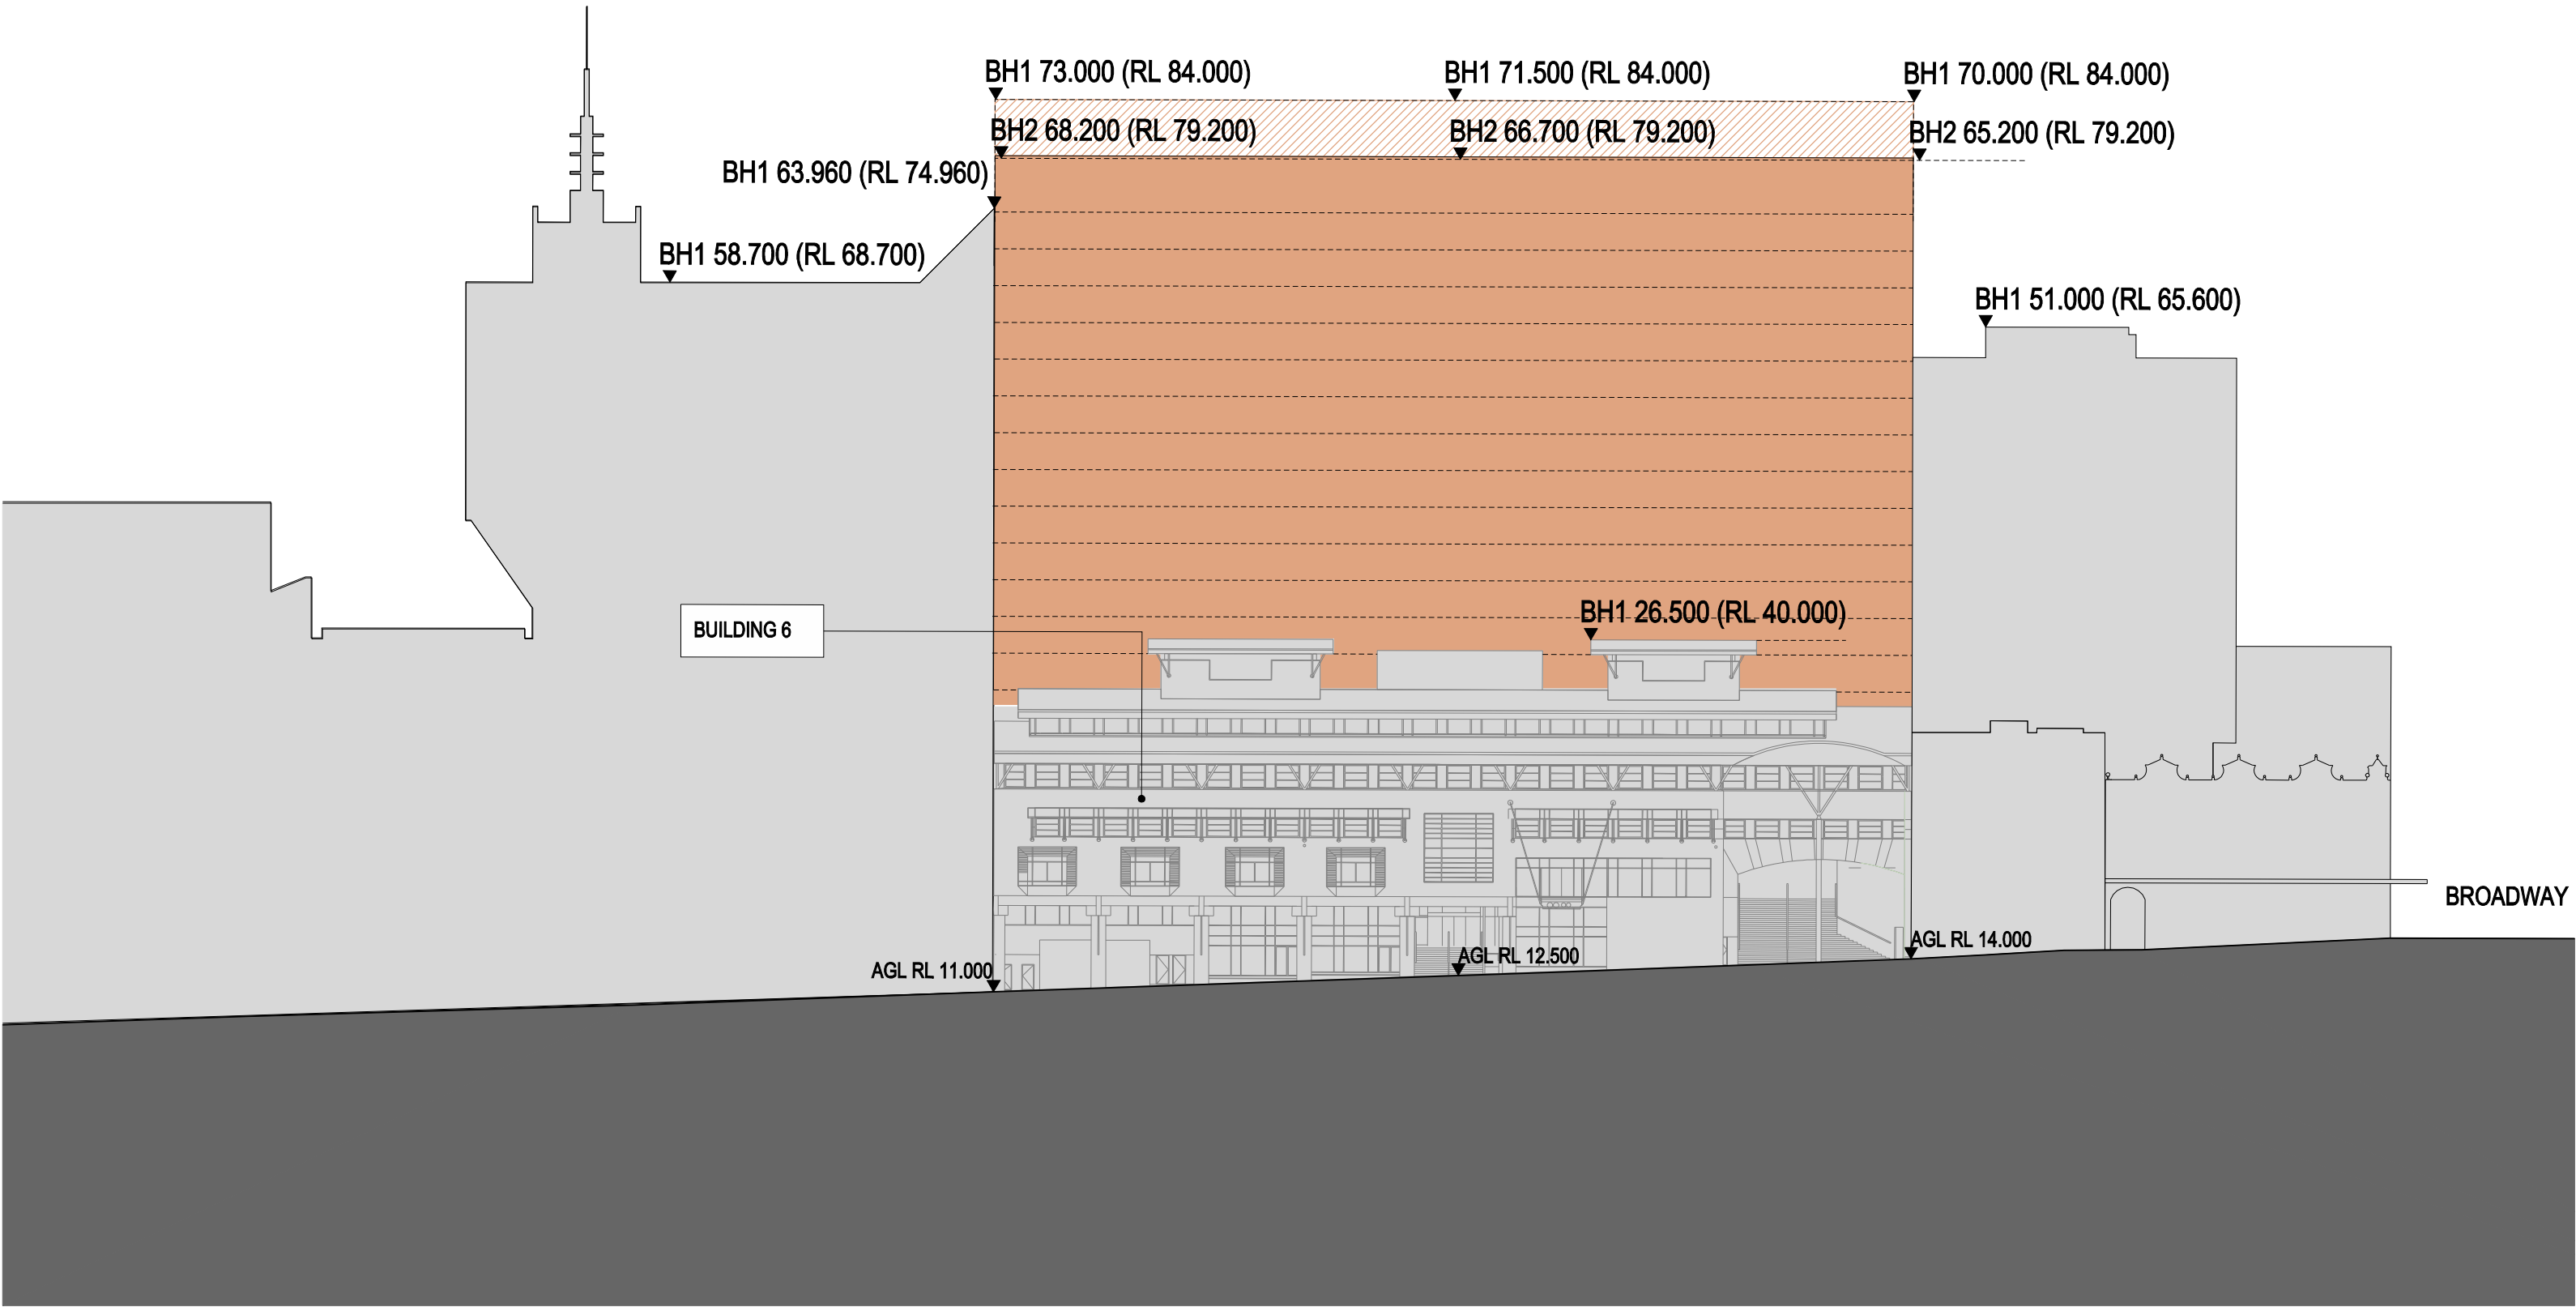 BH1 73.000 (RL 84.000)
BH1 71.500 (RL 84.000)
BH1 70.000 (RL 84.000)
BH2 68.200 (RL 79.200)
BH2 66.700 (RL 79.200)
BH2 65.200 (RL 79.200)
BH1 63.960 (RL 74.960)
BH1 58.700 (RL 68.700)
BH1 51.000 (RL 65.600)
BH1 26.500 (RL 40.000)
BUILDING 6
BROADWAY
AGL RL 14.000
AGL RL 12.500
AGL RL 11.000